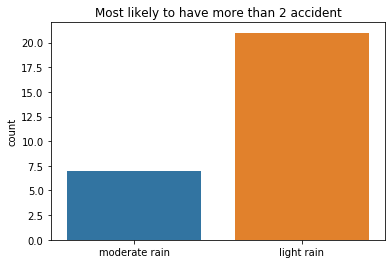 Most likely to have more than 2 accident
count
20.0
17.5
15.0
12.5
10.0
7.5
5.0
2.5
0.0
moderate rain
light rain